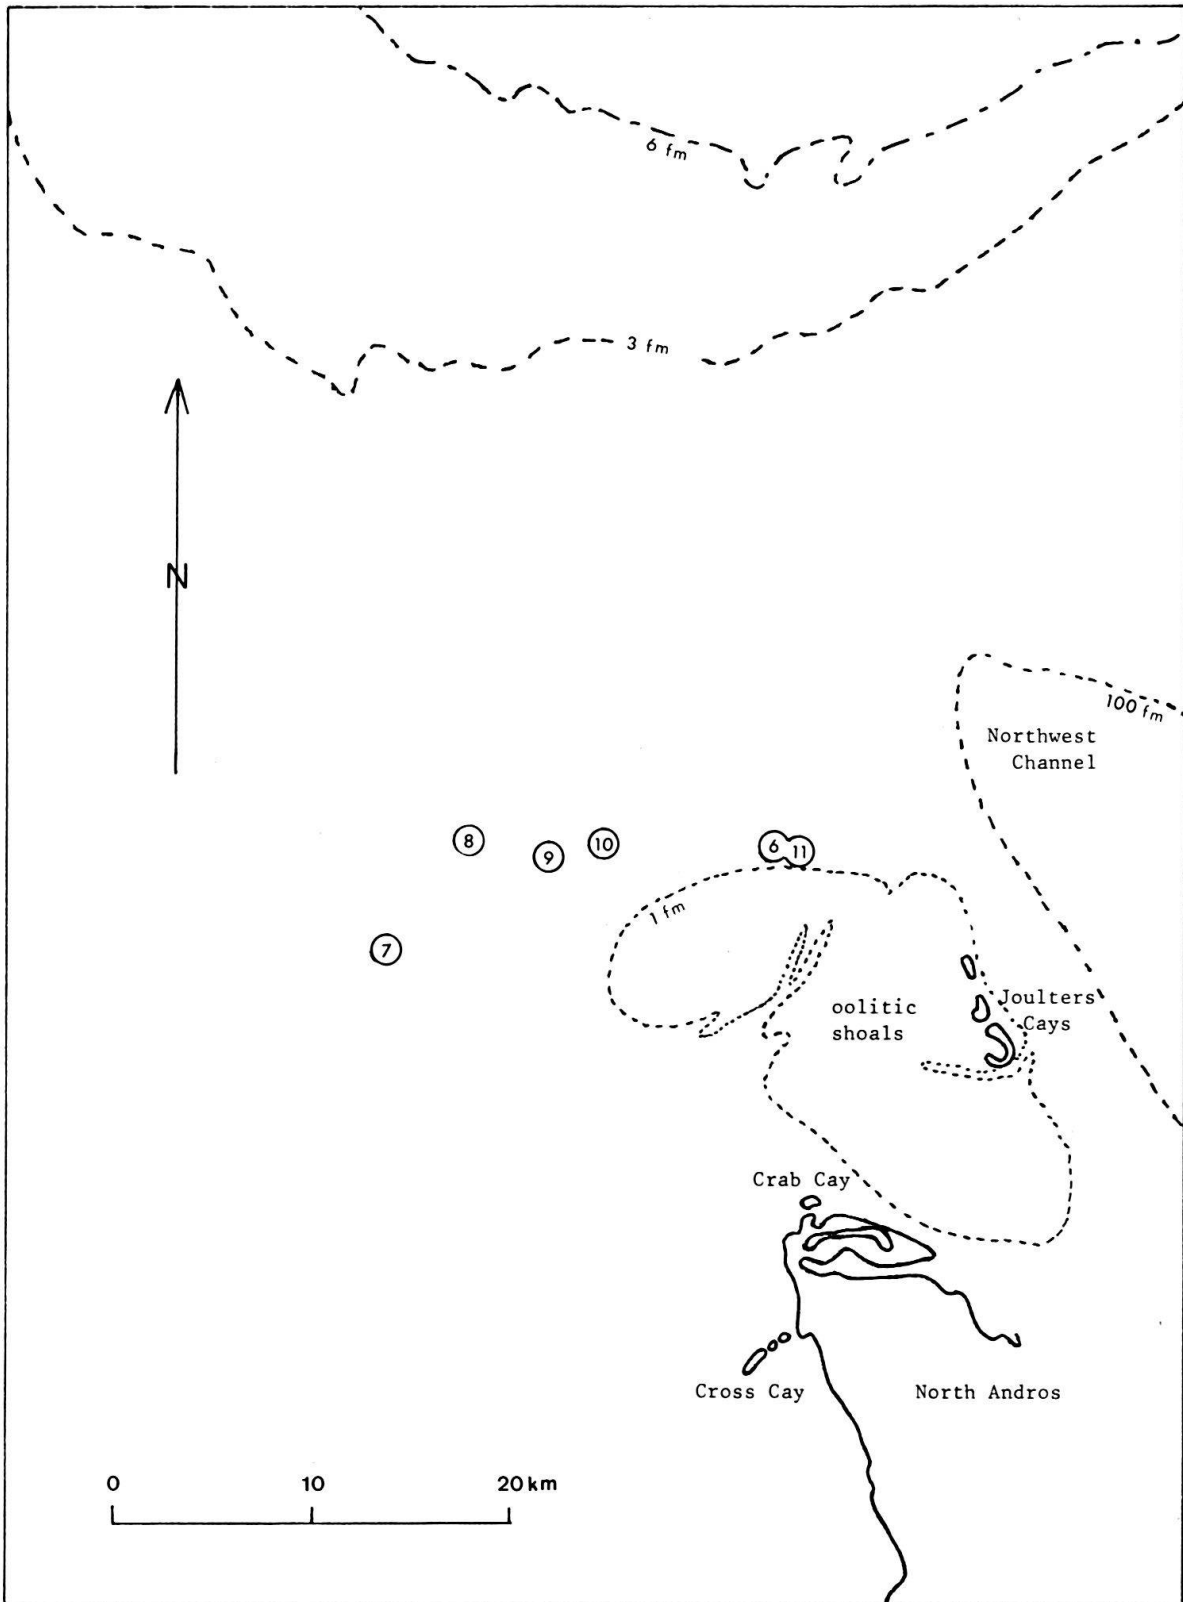 6 fm
3 fm
N
100 fm
Northwest
Channel
8
9
10
6
11
1 fm
7
oolitic
shoals
Joulters
Cays
Crab Cay
Cross Cay
North Andros
0 10 20 km